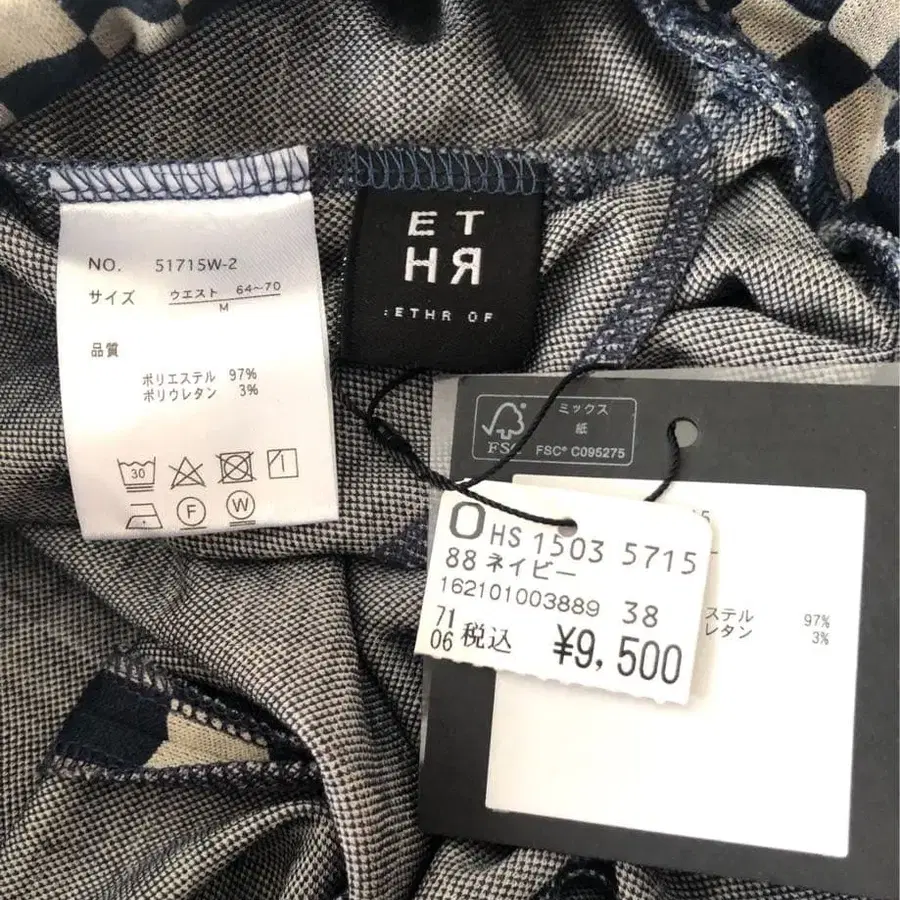 NO. 51715W-2
サイズ ウエスト 64~70
M
品質
ポリエステル 97%
ポリウレタン 3%
30
F W
ET
HЯ
:ETHR OF
ミックス
紙
FSC
FSC® C095275
O HS 1503 5715
88 ネイビー
162101003889 38
71
06 税込 ¥9,500
ステル 97%
レタン 3%